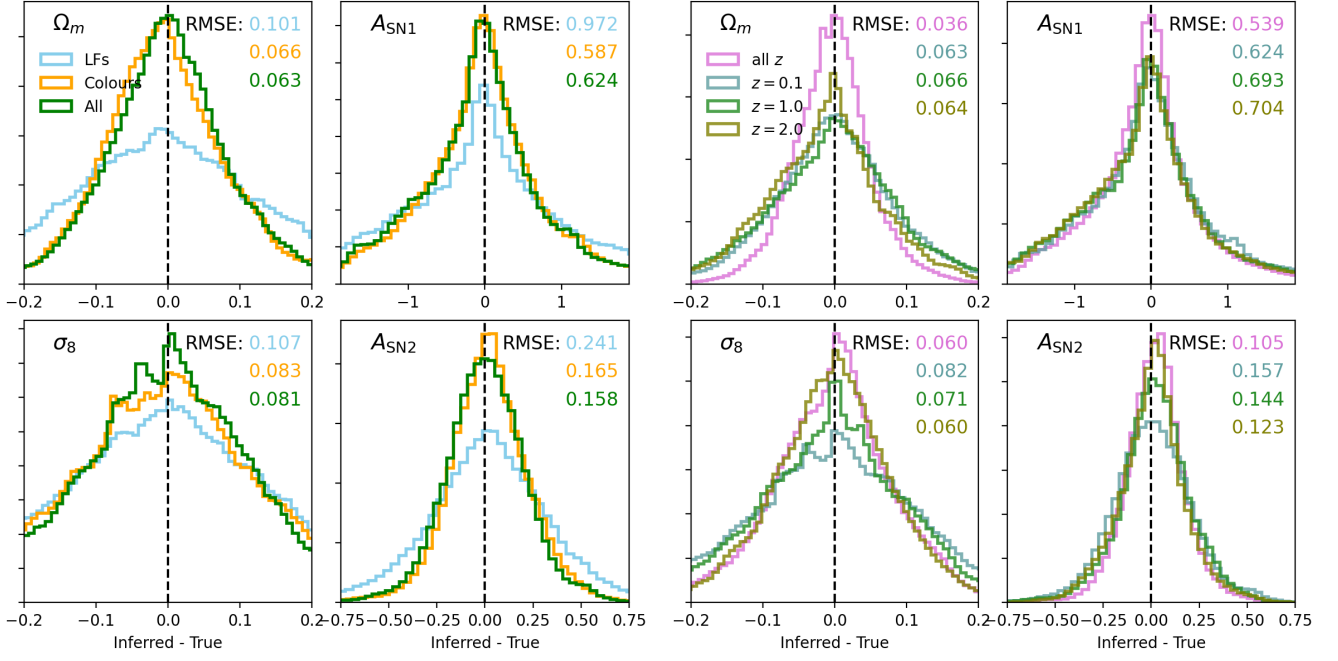 Ω_m RMSE: 0.101
0.066
0.063
LFs
Colours
All
−0.2 −0.1 0.0 0.1 0.2
A_SN1 RMSE: 0.972
0.587
0.624
−1 0 1
Ω_m RMSE: 0.036
0.063
0.066
0.064
all z
z = 0.1
z = 1.0
z = 2.0
−0.2 −0.1 0.0 0.1 0.2
A_SN1 RMSE: 0.539
0.624
0.693
0.704
−1 0 1
σ_8 RMSE: 0.107
0.083
0.081
−0.2 −0.1 0.0 0.1 0.2
Inferred - True
A_SN2 RMSE: 0.241
0.165
0.158
−0.75 −0.50 −0.25 0.00 0.25 0.50 0.75
Inferred - True
σ_8 RMSE: 0.060
0.082
0.071
0.060
−0.2 −0.1 0.0 0.1 0.2
Inferred - True
A_SN2 RMSE: 0.105
0.157
0.144
0.123
−0.75 −0.50 −0.25 0.00 0.25 0.50 0.75
Inferred - True